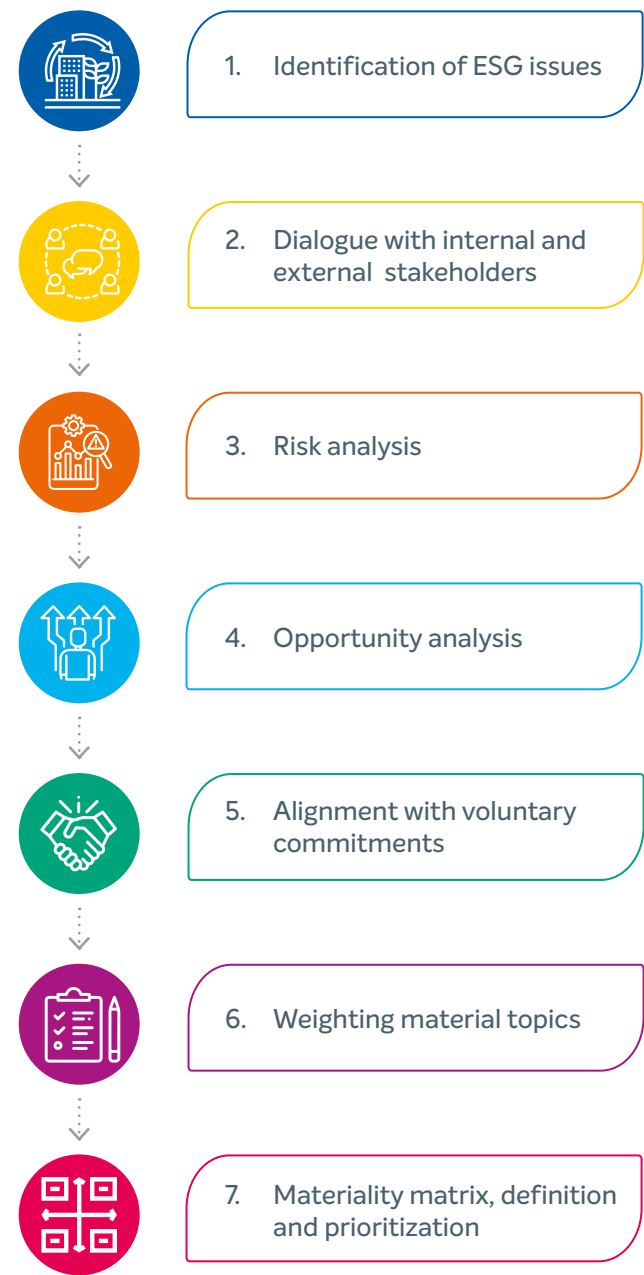 1. Identification of ESG issues
2. Dialogue with internal and
external stakeholders
3. Risk analysis
4. Opportunity analysis
5. Alignment with voluntary
commitments
6. Weighting material topics
7. Materiality matrix, definition
and prioritization